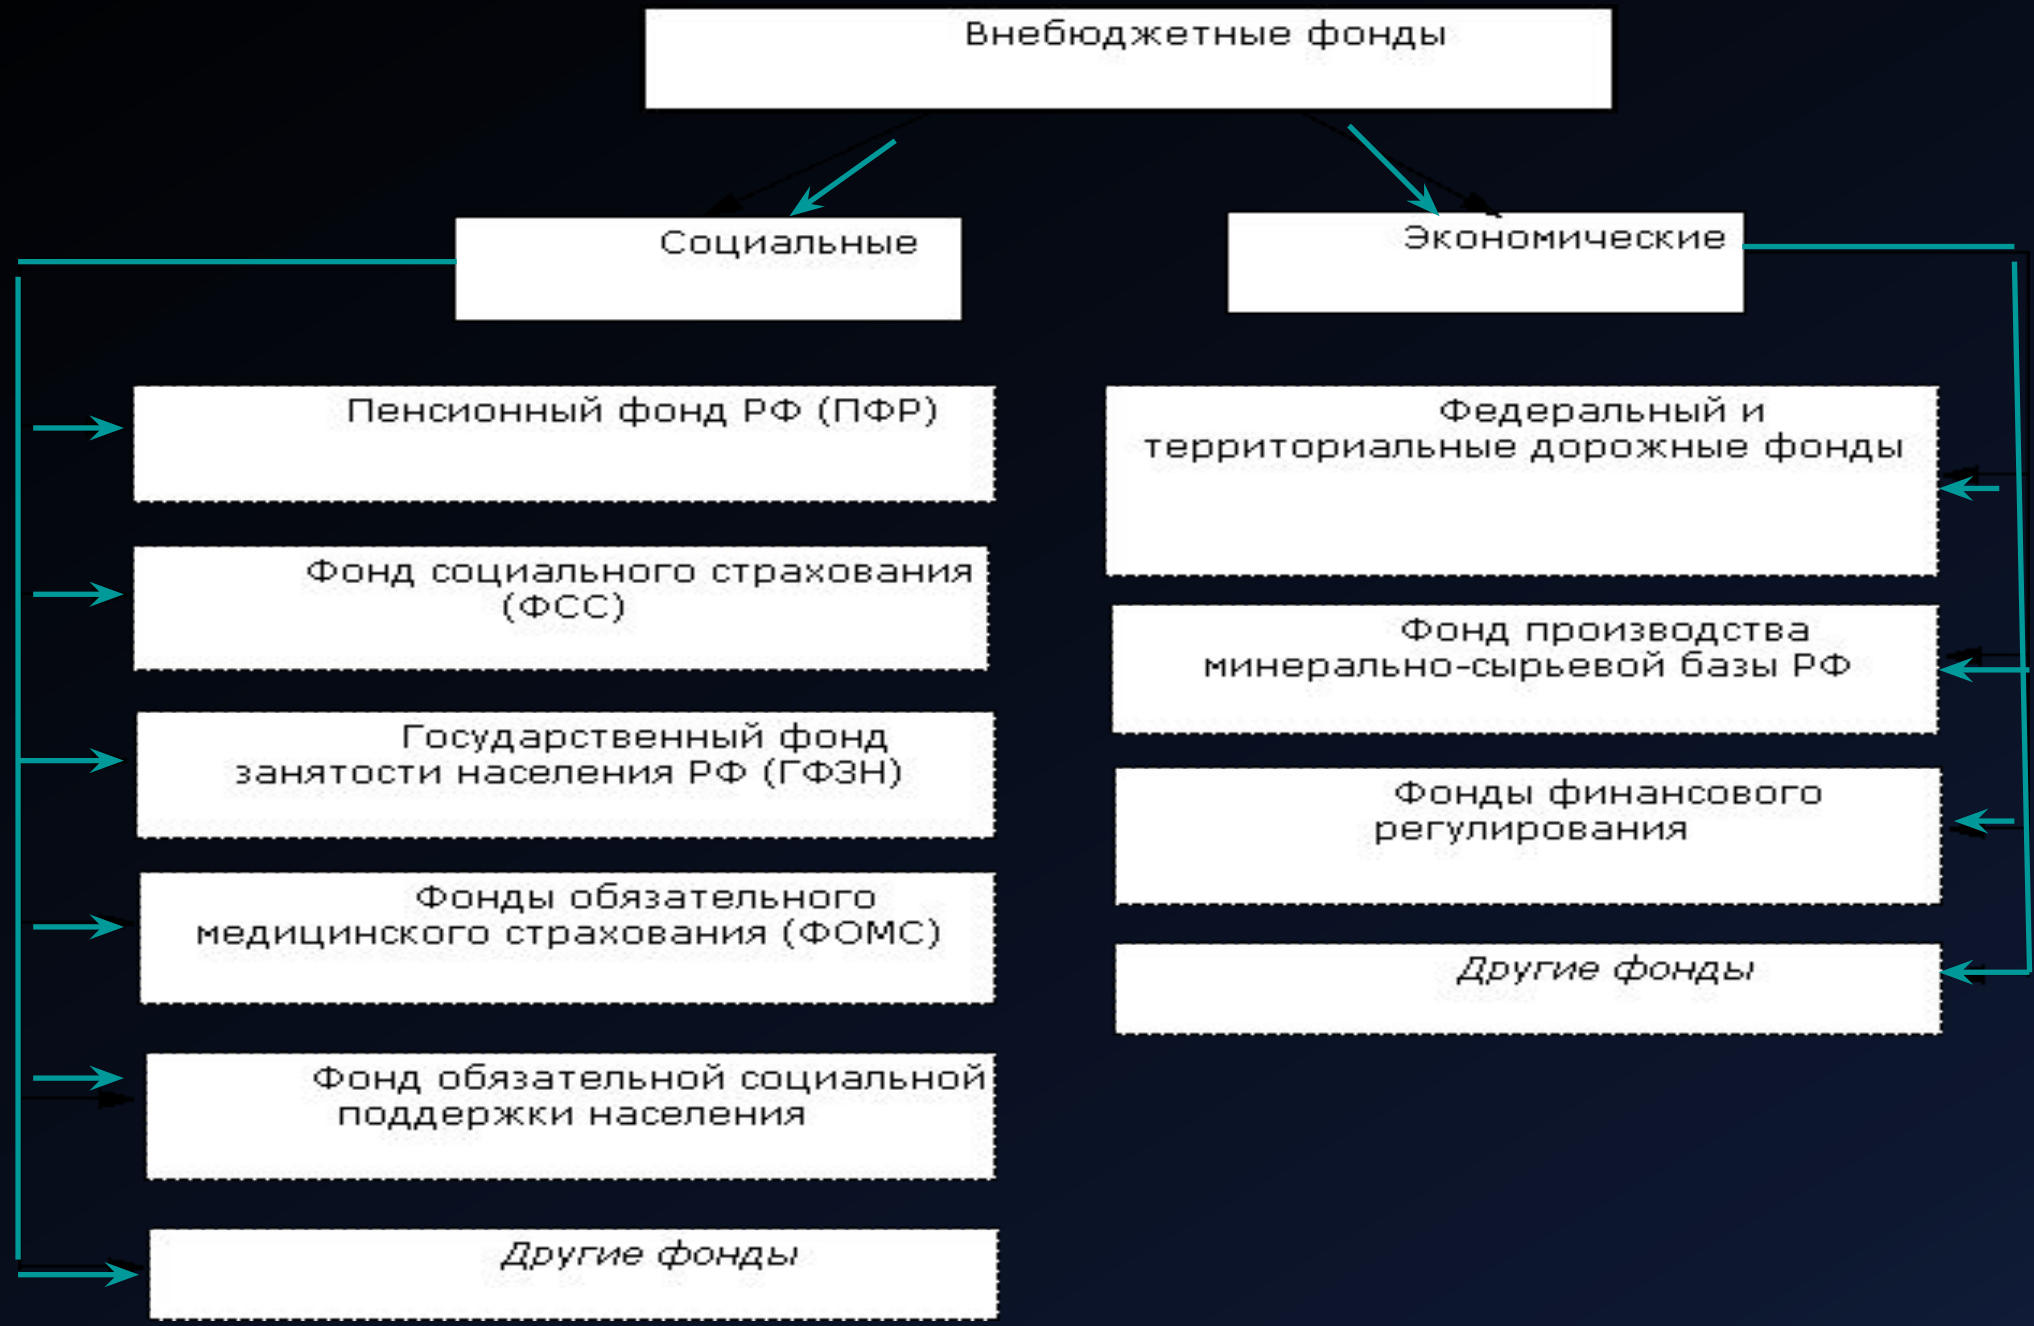 Внебюджетные фонды
Социальные
Экономические
Пенсионный фонд РФ (ПФР)
Фонд социального страхования
(ФСС)
Государственный фонд
занятости населения РФ (ГФЗН)
Фонды обязательного
медицинского страхования (ФОМС)
Фонд обязательной социальной
поддержки населения
Другие фонды
Федеральный и
территориальные дорожные фонды
Фонд производства
минерально-сырьевой базы РФ
Фонды финансового
регулирования
Другие фонды